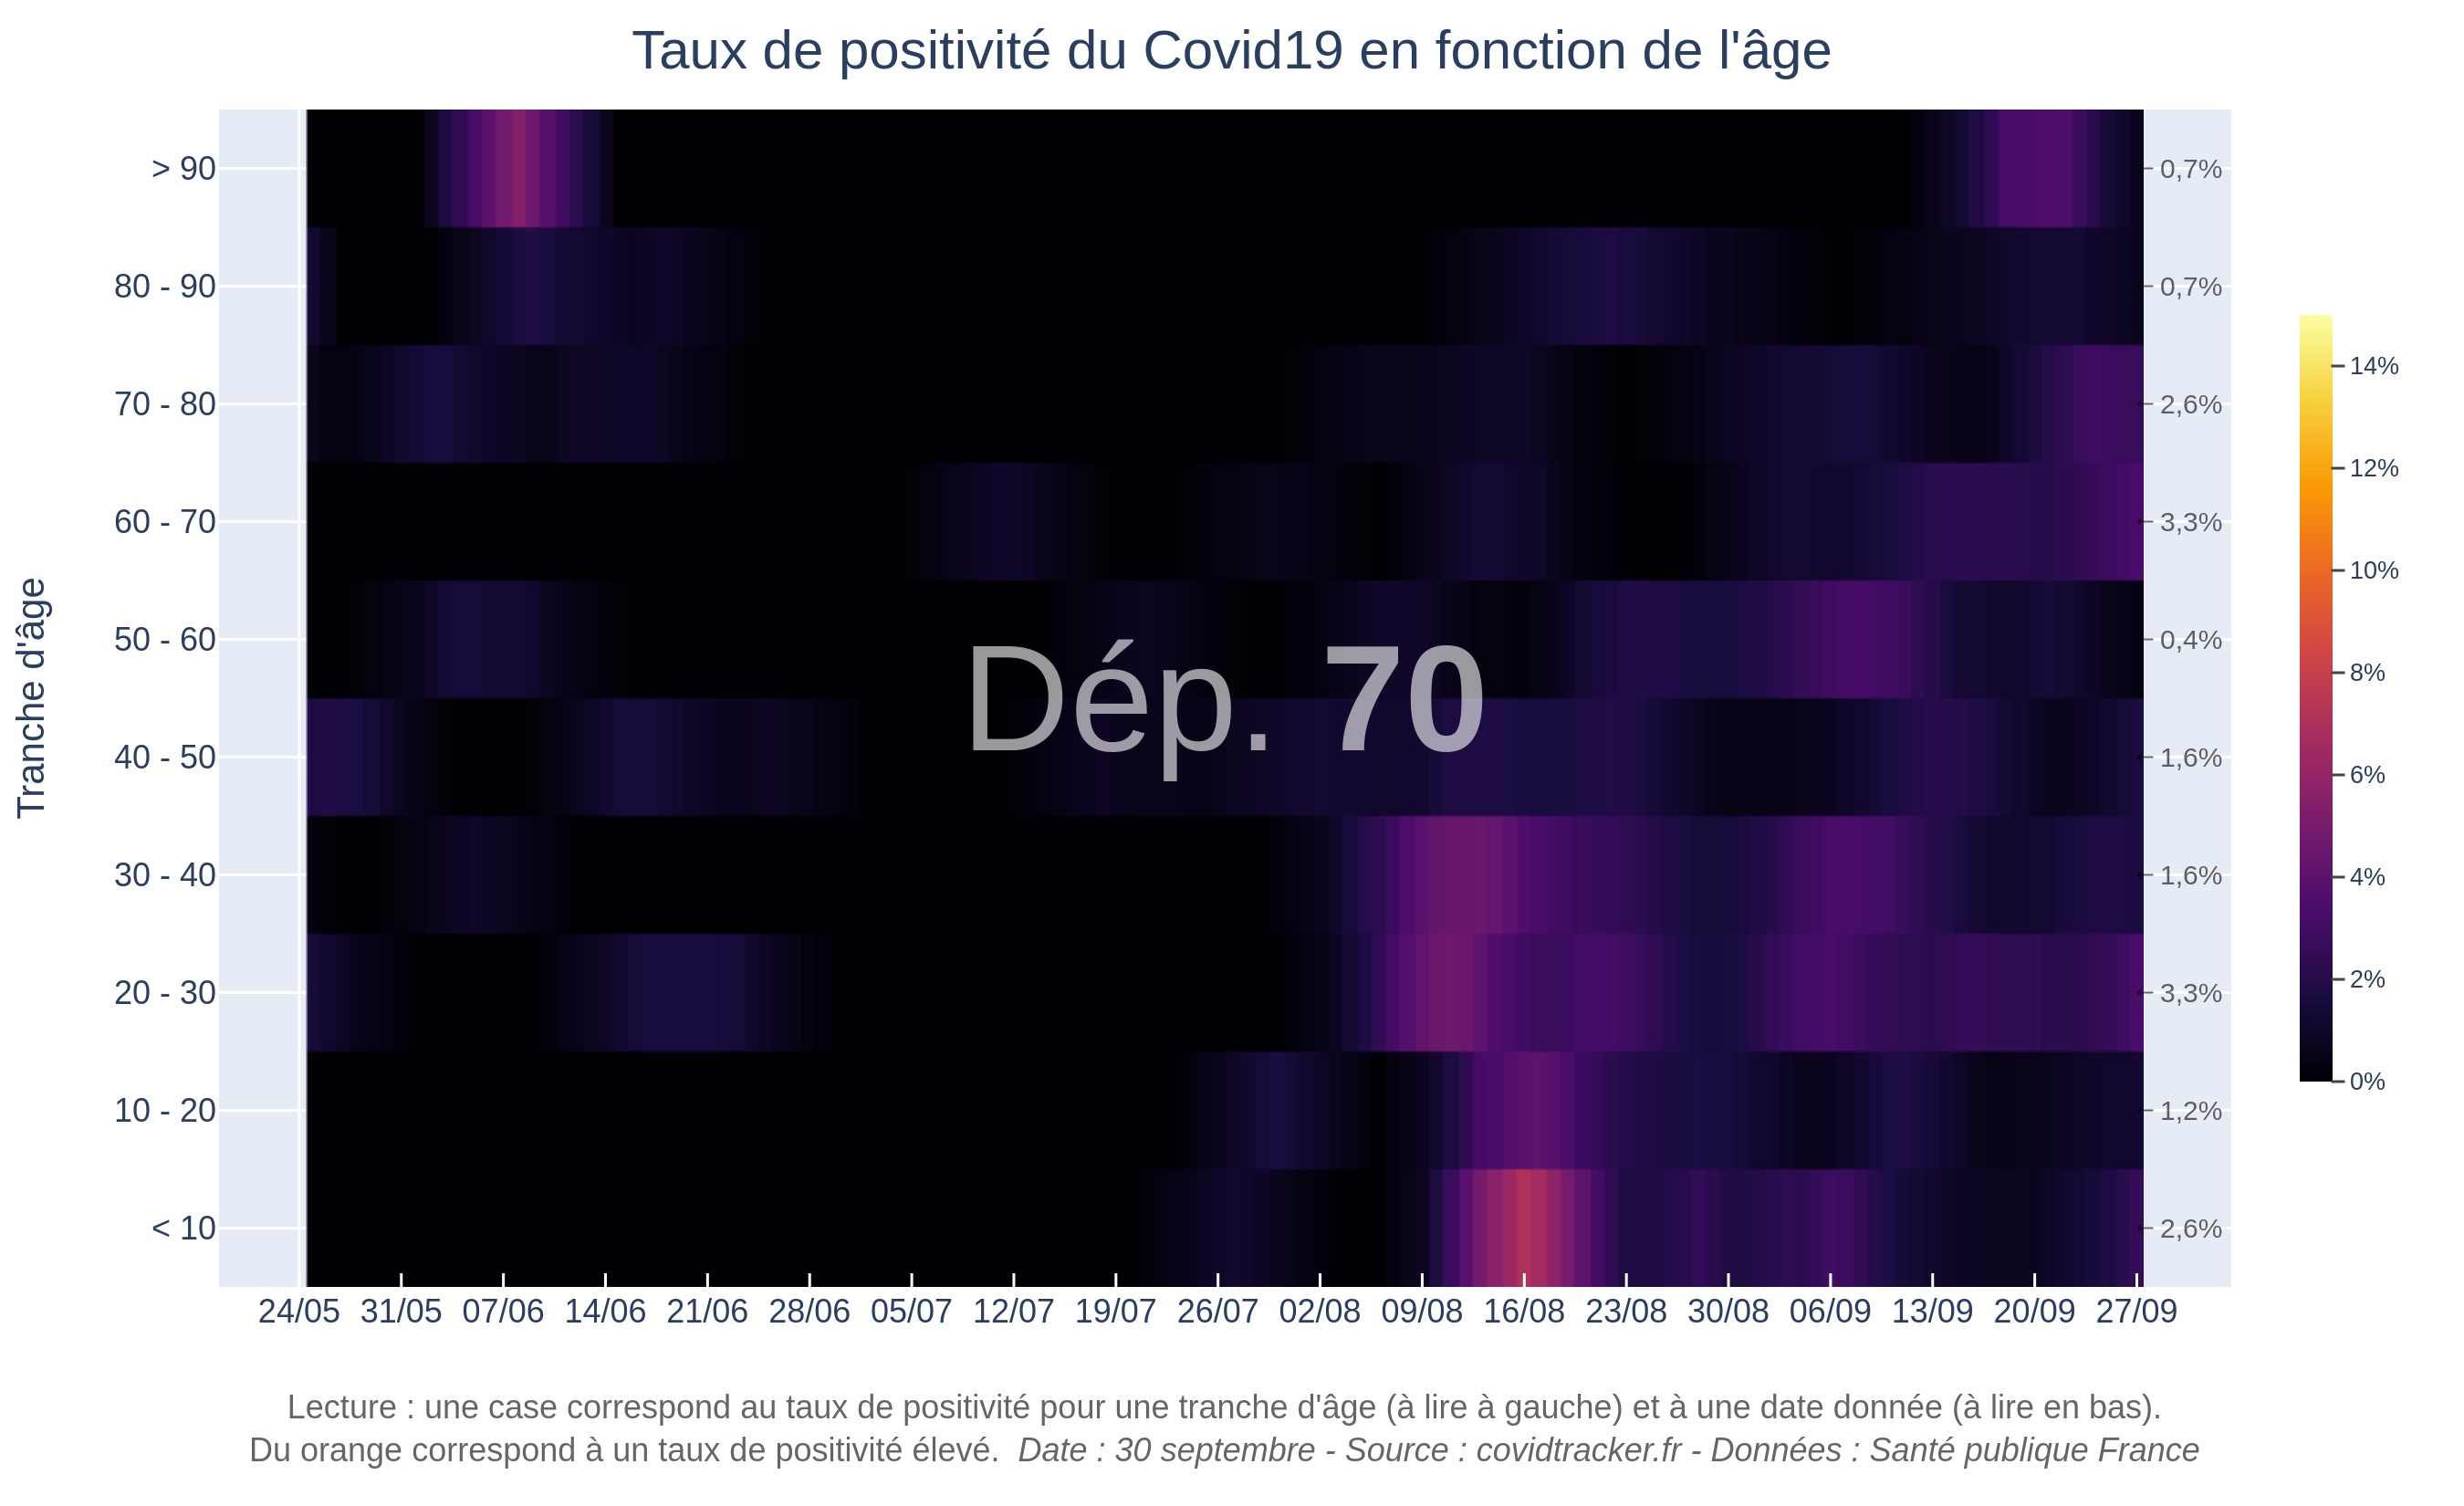 Taux de positivité du Covid19 en fonction de l'âge
Tranche d'âge
> 90
80 - 90
70 - 80
60 - 70
50 - 60
40 - 50
30 - 40
20 - 30
10 - 20
< 10
Dép. 70
0,7%
0,7%
2,6%
3,3%
0,4%
1,6%
1,6%
3,3%
1,2%
2,6%
14%
12%
10%
8%
6%
4%
2%
0%
24/05 31/05 07/06 14/06 21/06 28/06 05/07 12/07 19/07 26/07 02/08 09/08 16/08 23/08 30/08 06/09 13/09 20/09 27/09
Lecture : une case correspond au taux de positivité pour une tranche d'âge (à lire à gauche) et à une date donnée (à lire en bas).
Du orange correspond à un taux de positivité élevé. Date : 30 septembre - Source : covidtracker.fr - Données : Santé publique France